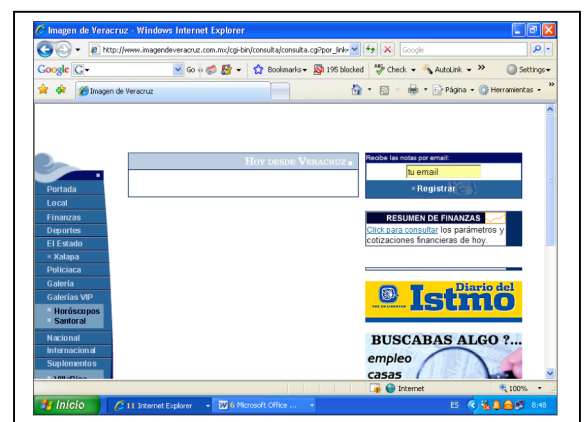 Imagen de Veracruz - Windows Internet Explorer
http://www.imagendeveracruz.com.mx/cgi-bin/consulta/consulta.cgi?por_link
Google
Google G
Go
Bookmarks
195 blocked
Check
AutoLink
»
Settings
Imagen de Veracruz
Página
Herramientas
»
HOY DESDE VERACRUZ
Recibe las notas por email:
tu email
Registrar
Portada
Local
Finanzas
Deportes
El Estado
Xalapa
Policiaca
Galería
Galerías VIP
Horóscopos
Santoral
Nacional
Internacional
Suplementos
RESUMEN DE FINANZAS
Click para consultar los parámetros y
cotizaciones financieras de hoy.
Diario del
Istmo
BUSCABAS ALGO ?...
empleo
casas
Internet
100%
Inicio
11 Internet Explorer
6 Microsoft Office ...
ES
8:48